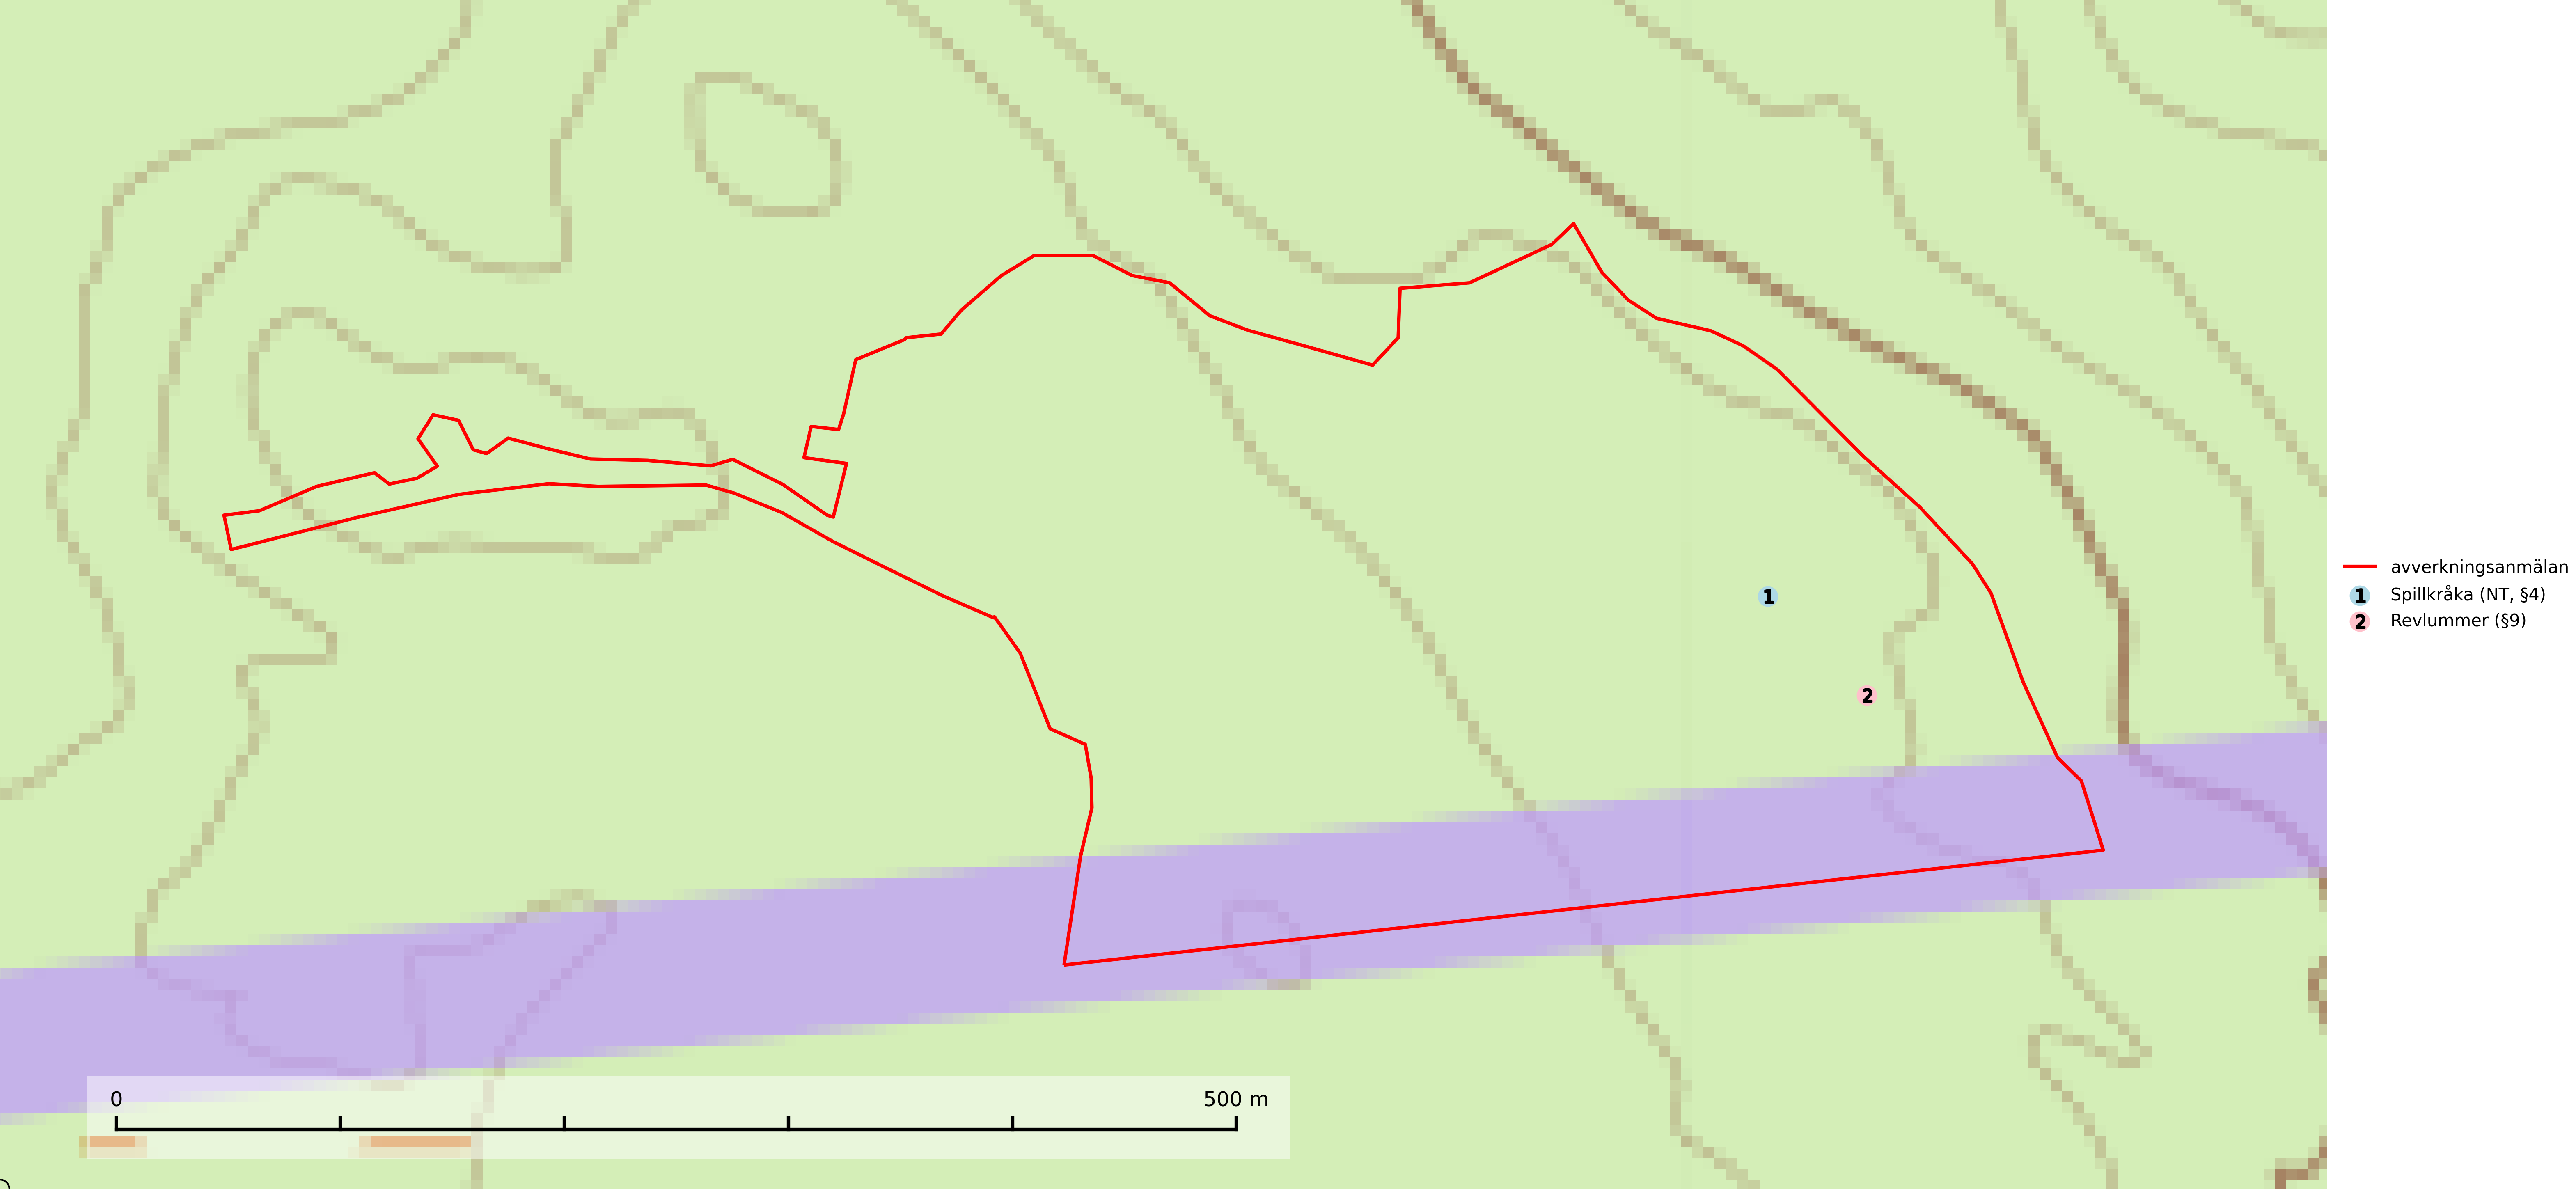 avverkningsanmälan
1 Spillkråka (NT, §4)
2 Revlummer (§9)
1
2
0 500 m